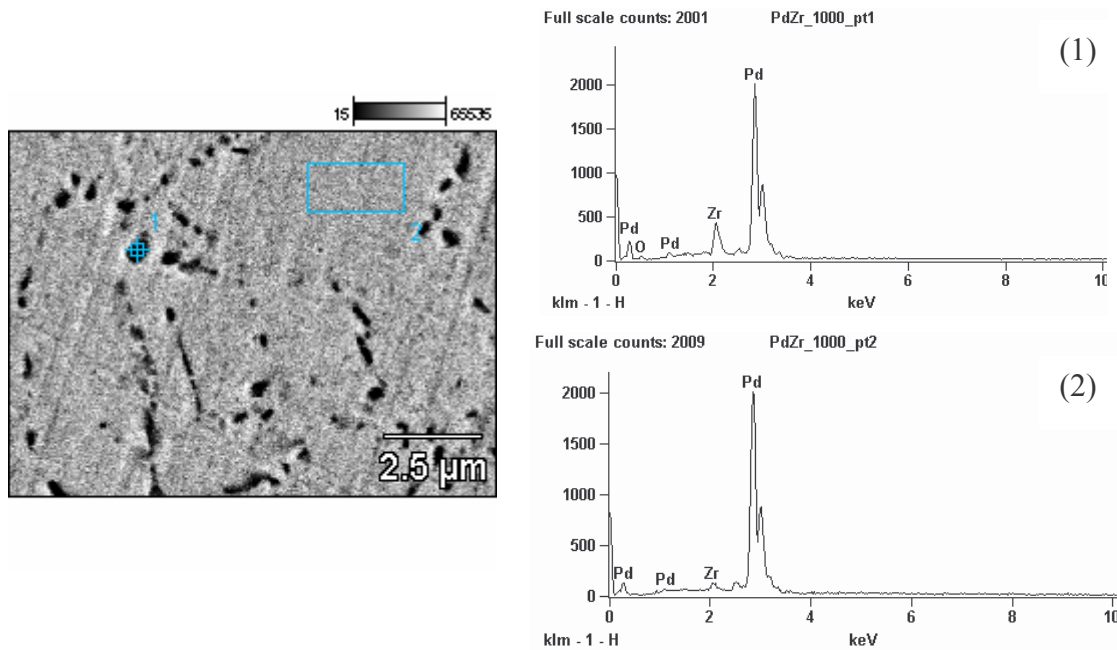 15 65535
1
2
2.5 µm
Full scale counts: 2001 PdZr_1000_pt1
(1)
Pd
2000
1500
1000
Zr
500
Pd
O
Pd
0
0 2 4 6 8 10
klm - 1 - H keV
Full scale counts: 2009 PdZr_1000_pt2
(2)
Pd
2000
1500
1000
500
Pd
Pd
Zr
0
0 2 4 6 8 10
klm - 1 - H keV